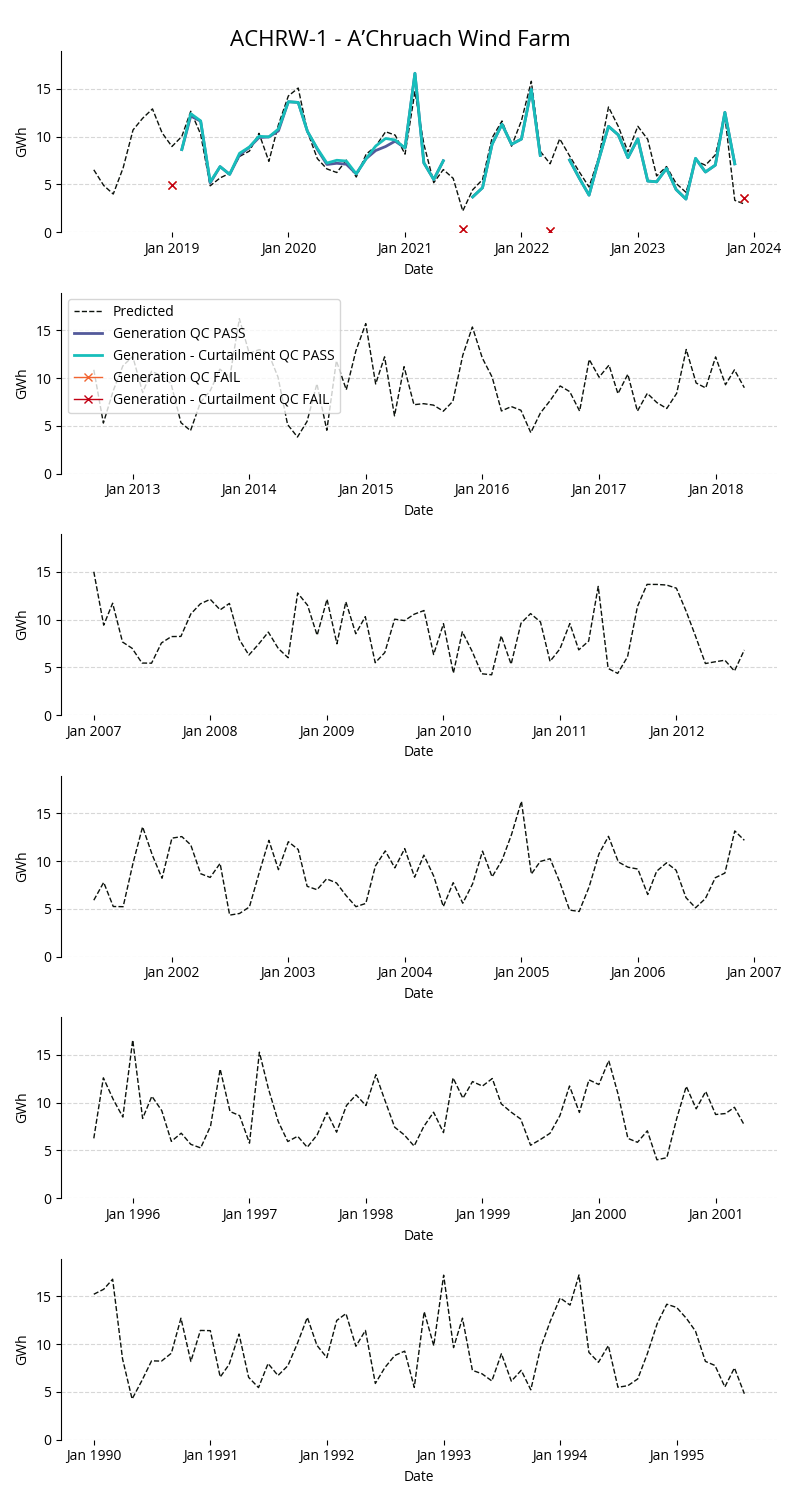 ACHRW-1 - A’Chruach Wind Farm
GWh
15
10
5
0
Jan 2019 Jan 2020 Jan 2021 Jan 2022 Jan 2023 Jan 2024
Date
Predicted
Generation QC PASS
Generation - Curtailment QC PASS
Generation QC FAIL
Generation - Curtailment QC FAIL
GWh
15
10
5
0
Jan 2013 Jan 2014 Jan 2015 Jan 2016 Jan 2017 Jan 2018
Date
GWh
15
10
5
0
Jan 2007 Jan 2008 Jan 2009 Jan 2010 Jan 2011 Jan 2012
Date
GWh
15
10
5
0
Jan 2002 Jan 2003 Jan 2004 Jan 2005 Jan 2006 Jan 2007
Date
GWh
15
10
5
0
Jan 1996 Jan 1997 Jan 1998 Jan 1999 Jan 2000 Jan 2001
Date
GWh
15
10
5
0
Jan 1990 Jan 1991 Jan 1992 Jan 1993 Jan 1994 Jan 1995
Date